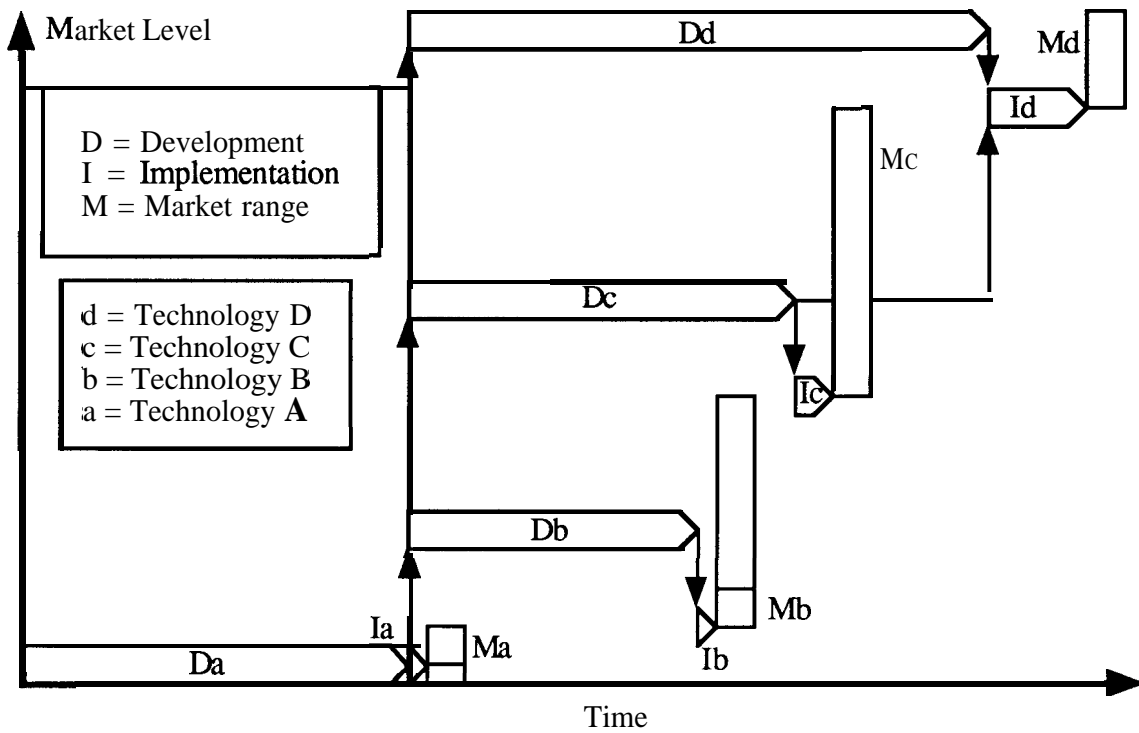 Market Level
Dd
Md
Id
D = Development
I = Implementation
M = Market range
Mc
Dc
d = Technology D
c = Technology C
b = Technology B
a = Technology A
Ic
Db
Mb
Ia
Ma
Ib
Da
Time